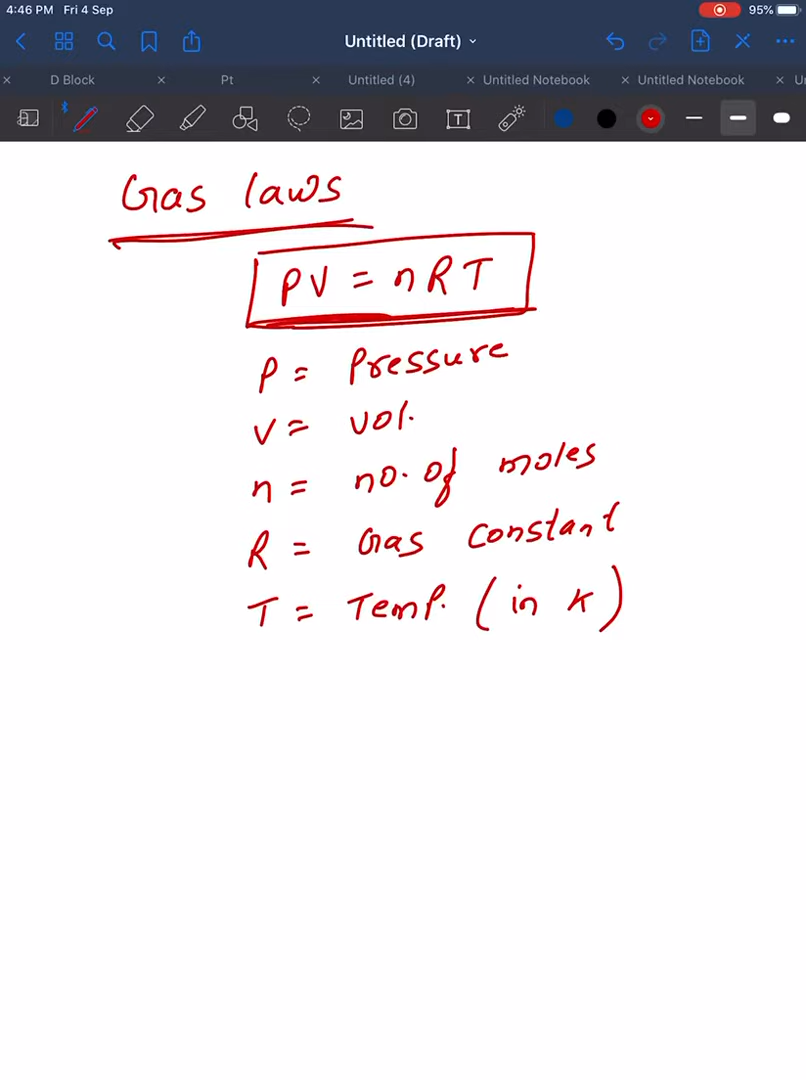 4:46 PM Fri 4 Sep 95%
Untitled (Draft)
D Block Pt Untitled (4) Untitled Notebook Untitled Notebook
T
Gas laws
PV = nRT
P = Pressure
V = vol.
n = no. of moles
R = Gas constant
T = Temp. (in K)